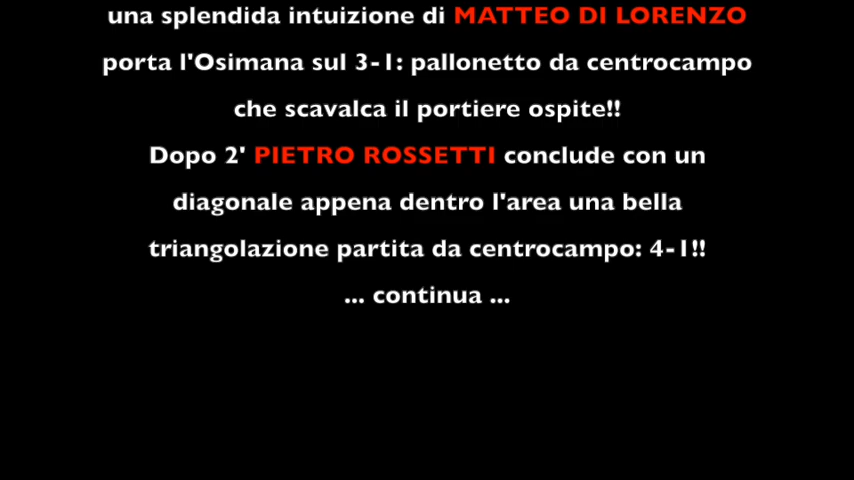 una splendida intuizione di MATTEO DI LORENZO
porta l'Osimana sul 3-1: pallonetto da centrocampo
che scavalca il portiere ospite!!
Dopo 2' PIETRO ROSSETTI conclude con un
diagonale appena dentro l'area una bella
triangolazione partita da centrocampo: 4-1!!
... continua ...